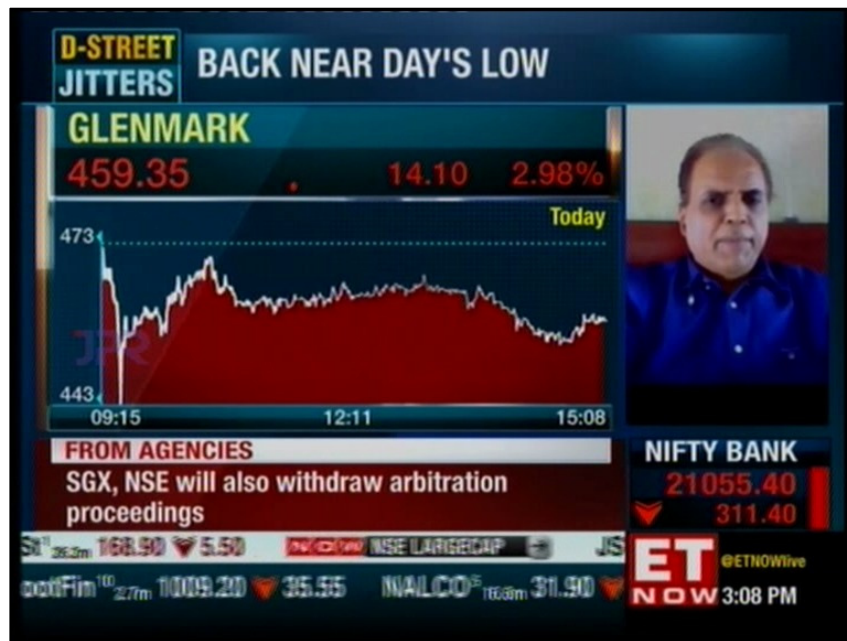 D-STREET
JITTERS
BACK NEAR DAY'S LOW
GLENMARK
459.35 14.10 2.98%
Today
473
443
09:15 12:11 15:08
FROM AGENCIES
SGX, NSE will also withdraw arbitration
proceedings
NIFTY BANK
21055.40
311.40
168.90 5.50 NSE LARGECAP JS
ootFin 1009.20 35.55 NALCO 31.90
ET
NOW
@ETNOWlive
3:08 PM